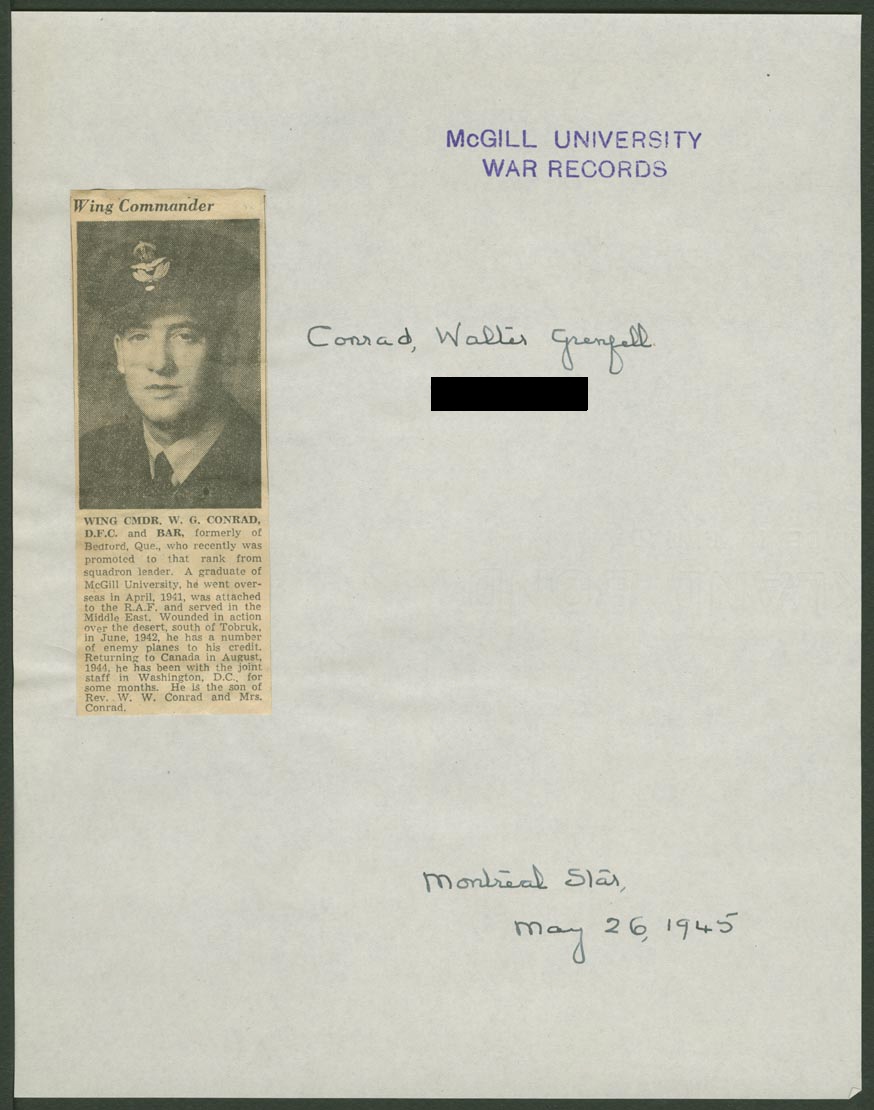 McGILL UNIVERSITY
WAR RECORDS
Wing Commander
Conrad, Walter Grenfell
WING CMDR. W. G. CONRAD,
D.F.C. and BAR, formerly of
Bedford, Que., who recently was
promoted to that rank from
squadron leader. A graduate of
McGill University, he went over-
seas in April, 1941, was attached
to the R.A.F. and served in the
Middle East. Wounded in action
over the desert, south of Tobruk,
in June, 1942, he has a number
of enemy planes to his credit.
Returning to Canada in August,
1944, he has been with the joint
staff in Washington, D.C., for
some months. He is the son of
Rev. W. W. Conrad and Mrs.
Conrad.
Montreal Star,
May 26, 1945